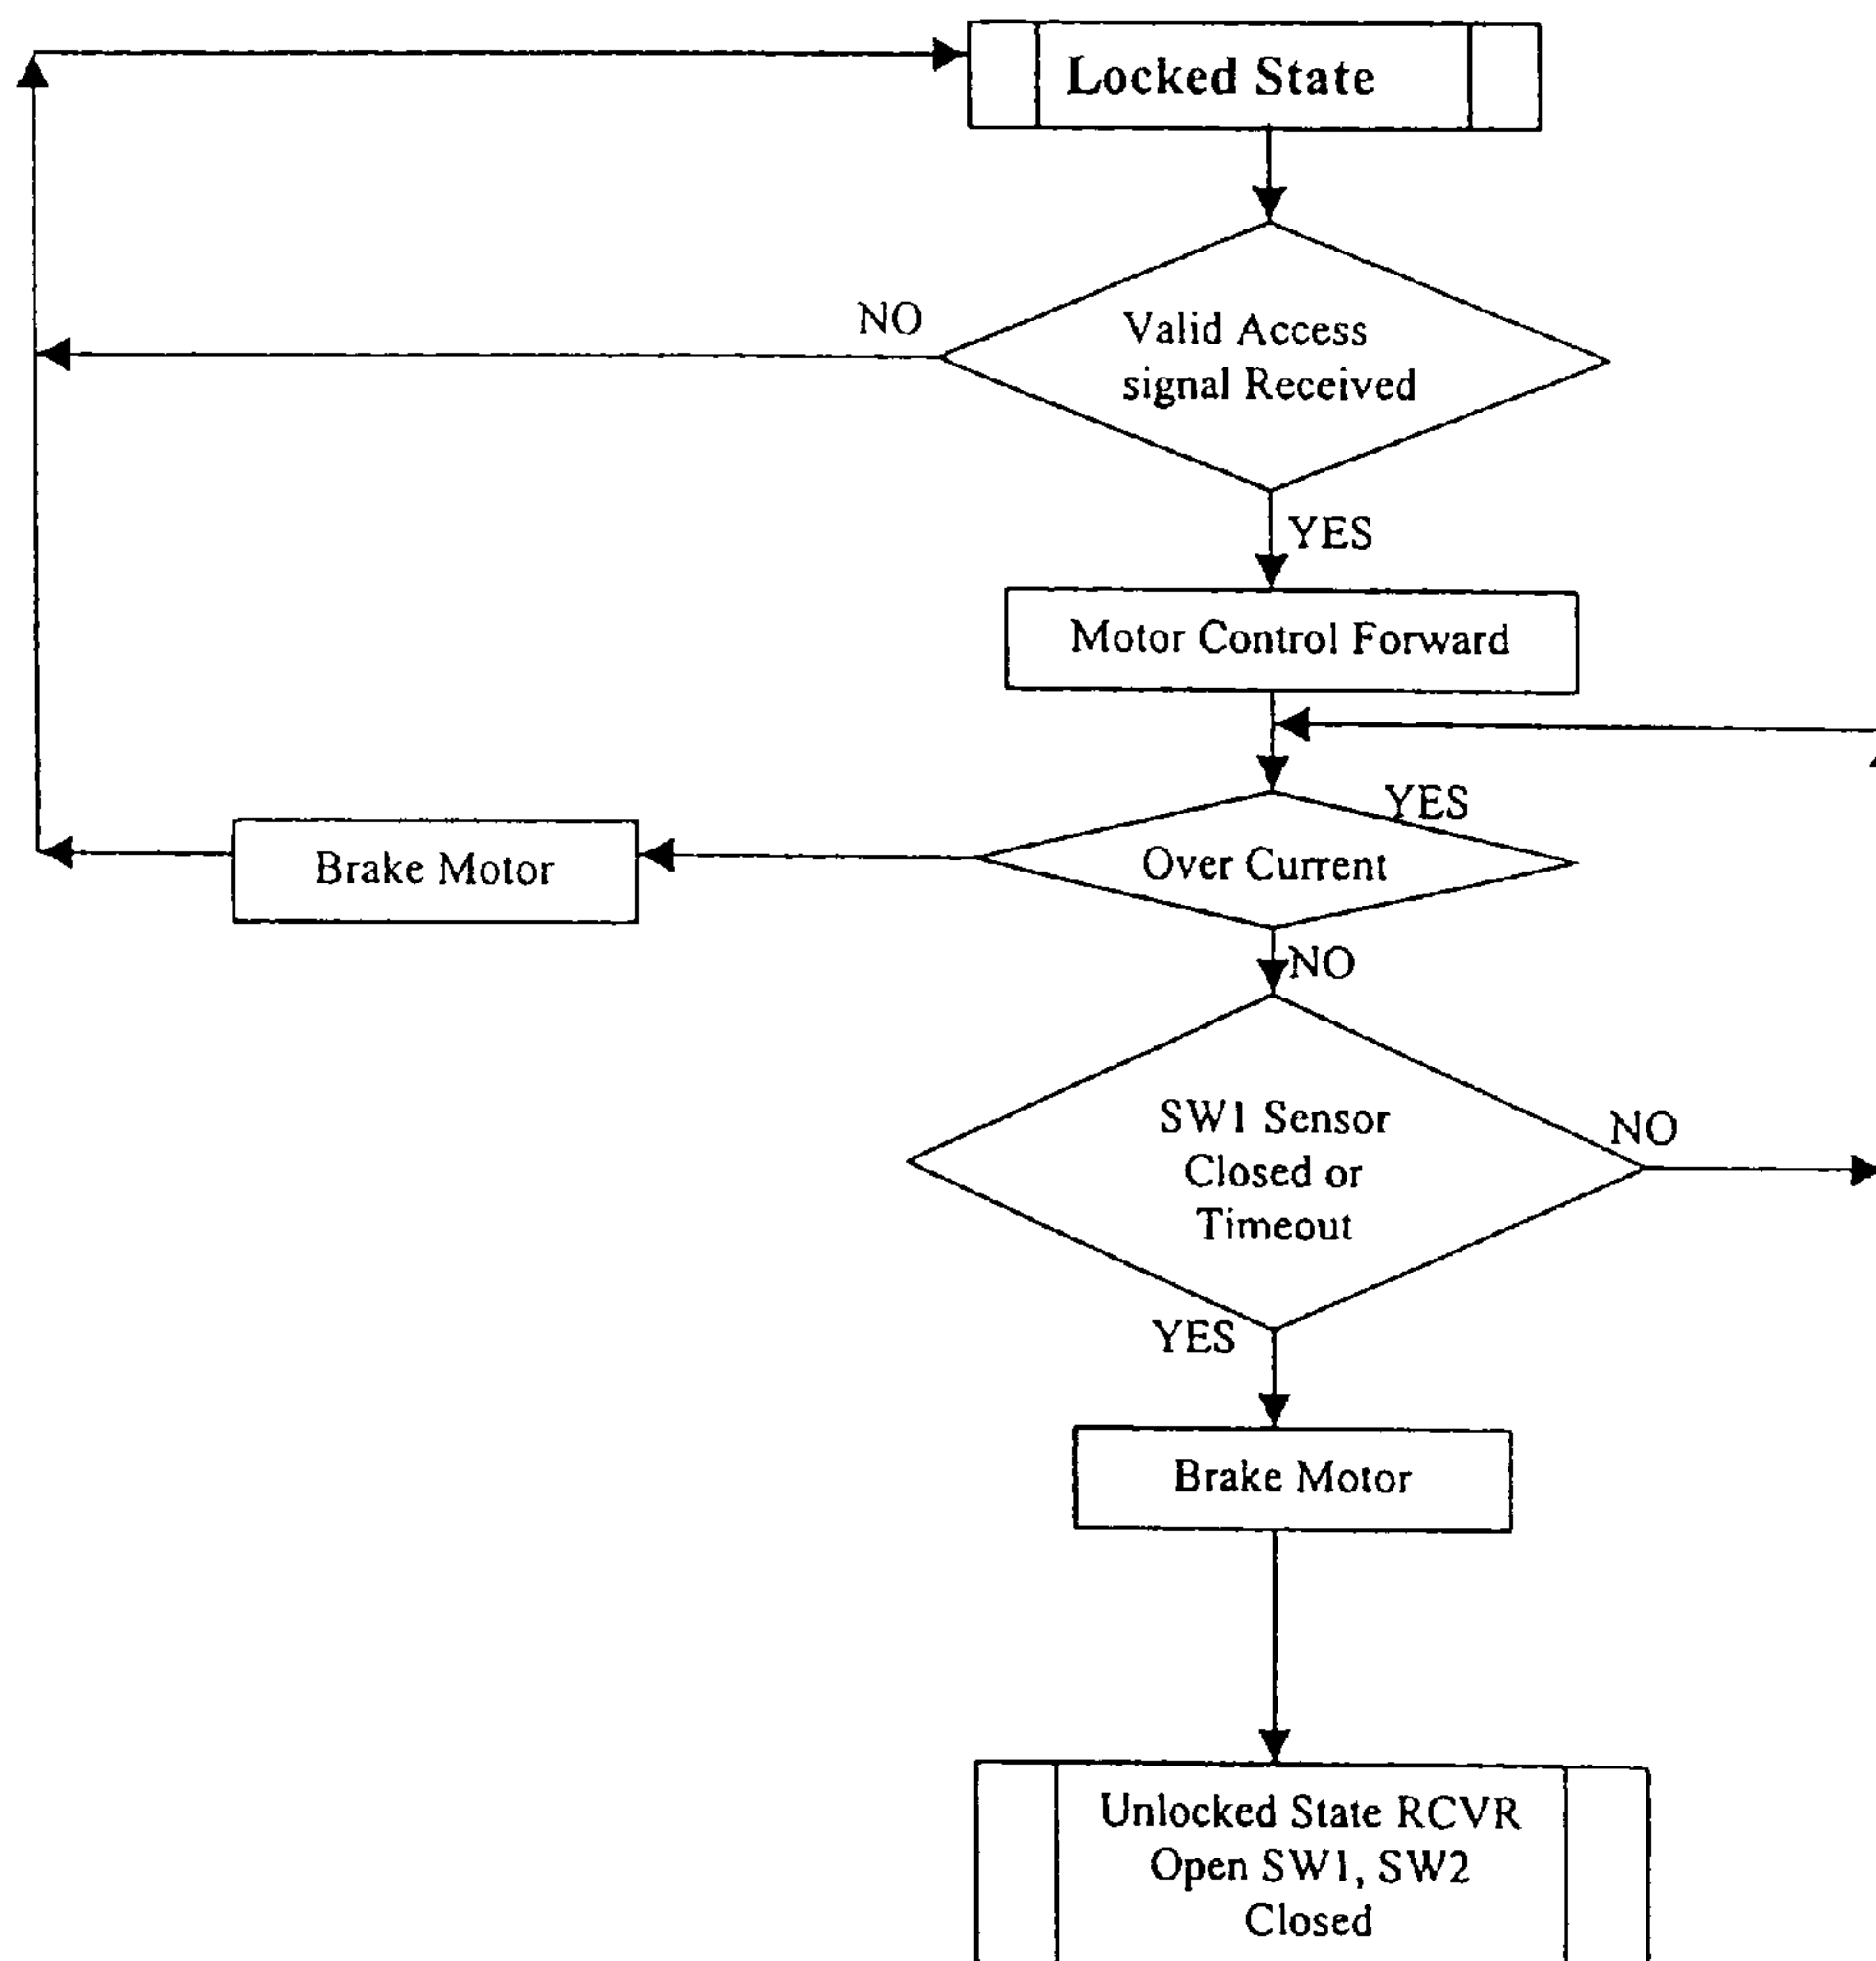 Locked State
NO
Valid Access
signal Received
YES
Motor Control Forward
YES
Brake Motor
Over Current
NO
SW1 Sensor
Closed or
Timeout
NO
YES
Brake Motor
Unlocked State RCVR
Open SW1, SW2
Closed